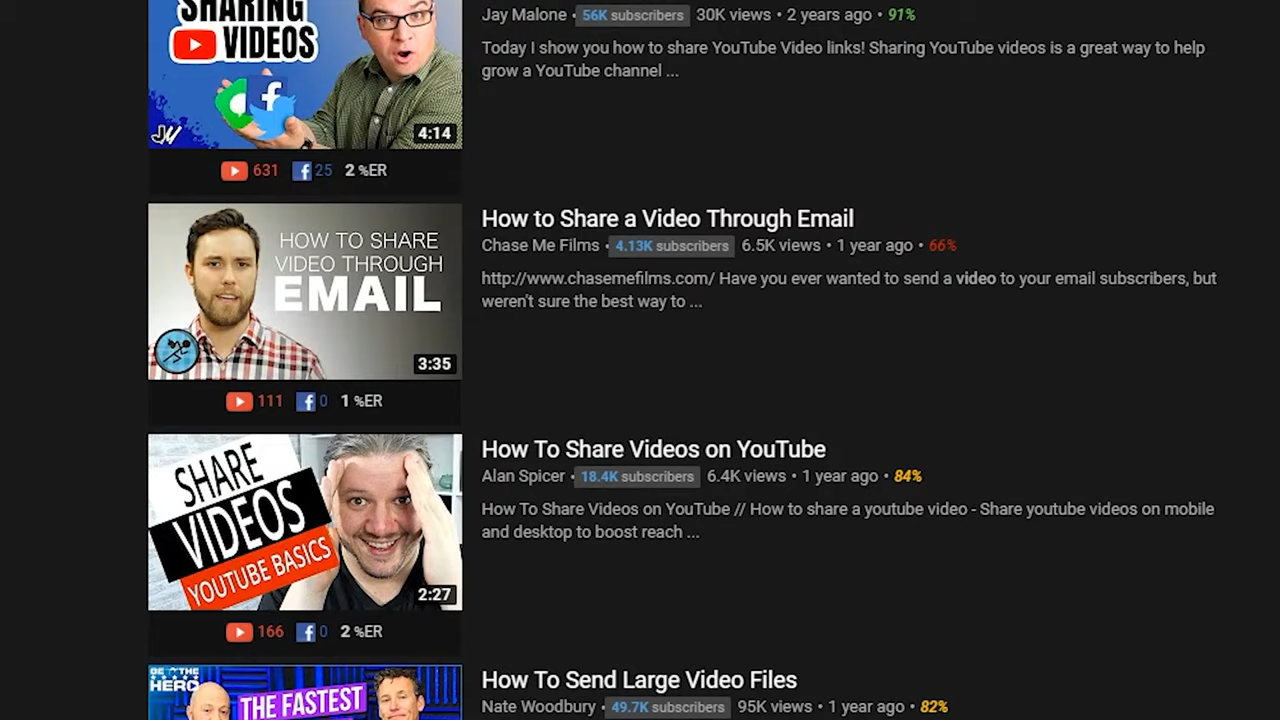 SHARING
VIDEOS
JM
4:14
631 25 2 %ER
Jay Malone • 56K subscribers 30K views • 2 years ago • 91%
Today I show you how to share YouTube Video links! Sharing YouTube videos is a great way to help
grow a YouTube channel ...
HOW TO SHARE
VIDEO THROUGH
EMAIL
3:35
111 0 1 %ER
How to Share a Video Through Email
Chase Me Films • 4.13K subscribers 6.5K views • 1 year ago • 66%
http://www.chasemefilms.com/ Have you ever wanted to send a video to your email subscribers, but
weren't sure the best way to ...
SHARE
VIDEOS
YOUTUBE BASICS
2:27
166 0 2 %ER
How To Share Videos on YouTube
Alan Spicer • 18.4K subscribers 6.4K views • 1 year ago • 84%
How To Share Videos on YouTube // How to share a youtube video - Share youtube videos on mobile
and desktop to boost reach ...
BE THE
HERO
THE FASTEST
How To Send Large Video Files
Nate Woodbury • 49.7K subscribers 95K views • 1 year ago • 82%